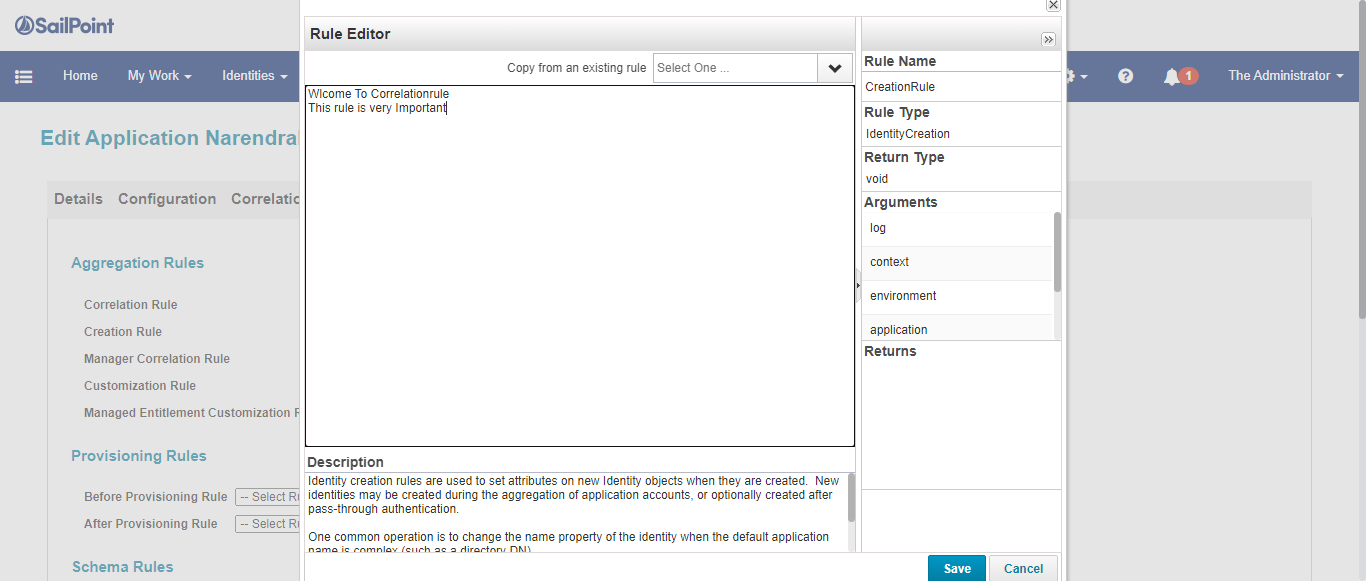 SailPoint
Home
My Work
Identities
1
The Administrator
Edit Application Narendra
Details
Configuration
Aggregation Rules
Correlation Rule
Creation Rule
Manager Correlation Rule
Customization Rule
Managed Entitlement Customization
Provisioning Rules
Before Provisioning Rule
-- Select
After Provisioning Rule
-- Select
Schema Rules
Rule Editor
Copy from an existing rule
Select One ...
Wlcome To Correlationrule
This rule is very Important
Description
Identity creation rules are used to set attributes on new Identity objects when they are created. New
identities may be created during the aggregation of application accounts, or optionally created after
pass-through authentication.
One common operation is to change the name property of the identity when the default application
name is complex (such as a directory DN)
Rule Name
CreationRule
Rule Type
IdentityCreation
Return Type
void
Arguments
log
context
environment
application
Returns
Save
Cancel